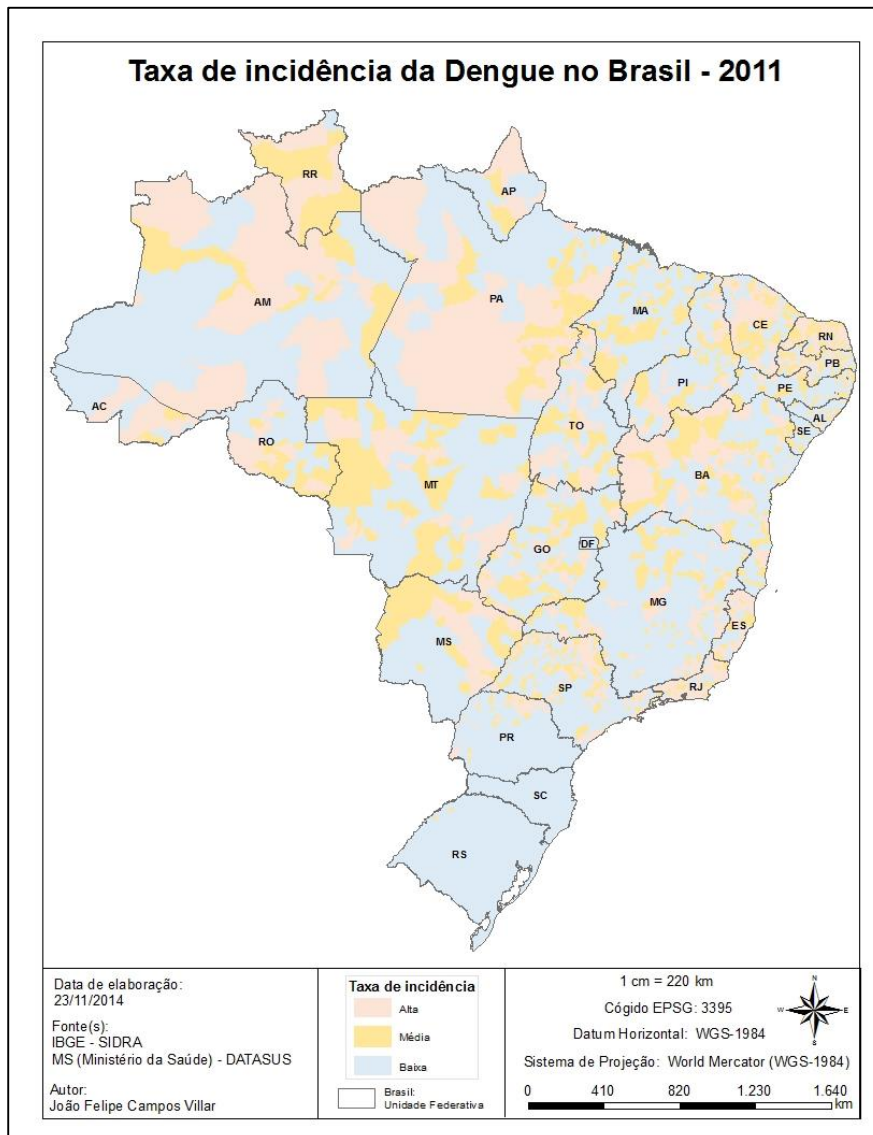 Taxa de incidência da Dengue no Brasil - 2011
RR
AP
AM
PA
MA
CE
RN
PB
PI
PE
AC
AL
SE
TO
RO
BA
MT
GO
DF
MG
ES
MS
SP
RJ
PR
SC
RS
Data de elaboração:
23/11/2014
Fonte(s):
IBGE - SIDRA
MS (Ministério da Saúde) - DATASUS
Autor:
João Felipe Campos Villar
Taxa de incidência
Alta
Média
Baixa
Brasil:
Unidade Federativa
1 cm = 220 km
Cógido EPSG: 3395
Datum Horizontal: WGS-1984
Sistema de Projeção: World Mercator (WGS-1984)
N
W E
S
0 410 820 1.230 1.640
km